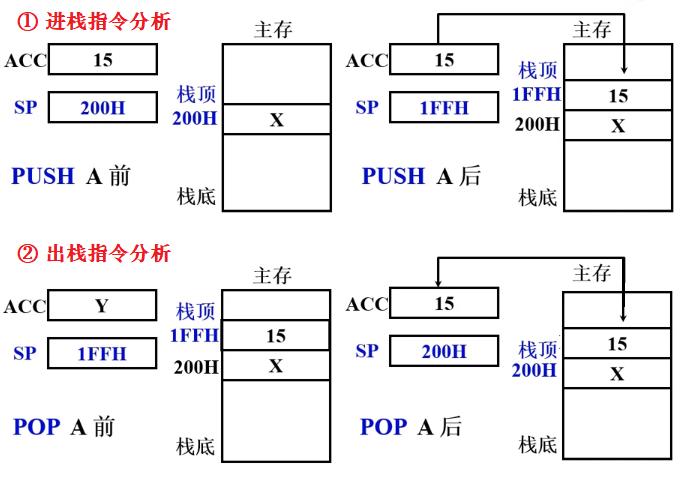 ① 进栈指令分析
主存
ACC 15
栈顶
SP 200H
200H X
PUSH A 前
栈底
主存
ACC 15
栈顶
1FFH 15
SP 1FFH
200H X
PUSH A 后
栈底
② 出栈指令分析
主存
ACC Y
栈顶
1FFH 15
SP 1FFH
200H X
POP A 前
栈底
主存
ACC 15
15
SP 200H
栈顶
200H X
POP A 后
栈底